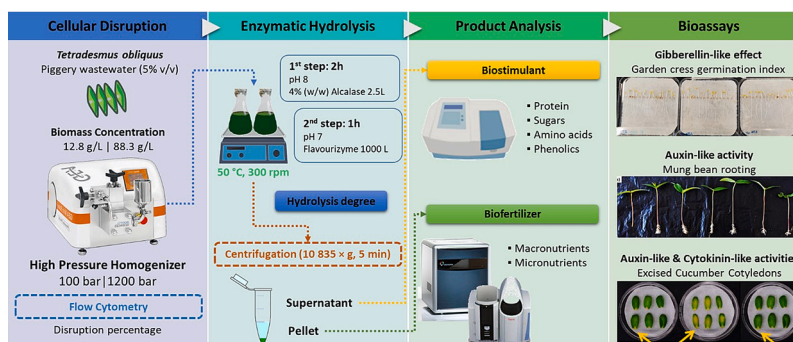 Cellular Disruption
Tetradesmus obliquus
Piggery wastewater (5% v/v)
Biomass Concentration
12.8 g/L | 88.3 g/L
High Pressure Homogenizer
100 bar|1200 bar
Flow Cytometry
Disruption percentage
Enzymatic Hydrolysis
1st step: 2h
pH 8
4% (w/w) Alcalase 2.5L
2nd step: 1h
pH 7
Flavourizyme 1000 L
50 °C, 300 rpm
Hydrolysis degree
Centrifugation (10 835 × g, 5 min)
Supernatant
Pellet
Product Analysis
Biostimulant
▪ Protein
▪ Sugars
▪ Amino acids
▪ Phenolics
Biofertilizer
▪ Macronutrients
▪ Micronutrients
Bioassays
Gibberellin-like effect
Garden cress germination index
Auxin-like activity
Mung bean rooting
Auxin-like & Cytokinin-like activities
Excised Cucumber Cotyledons